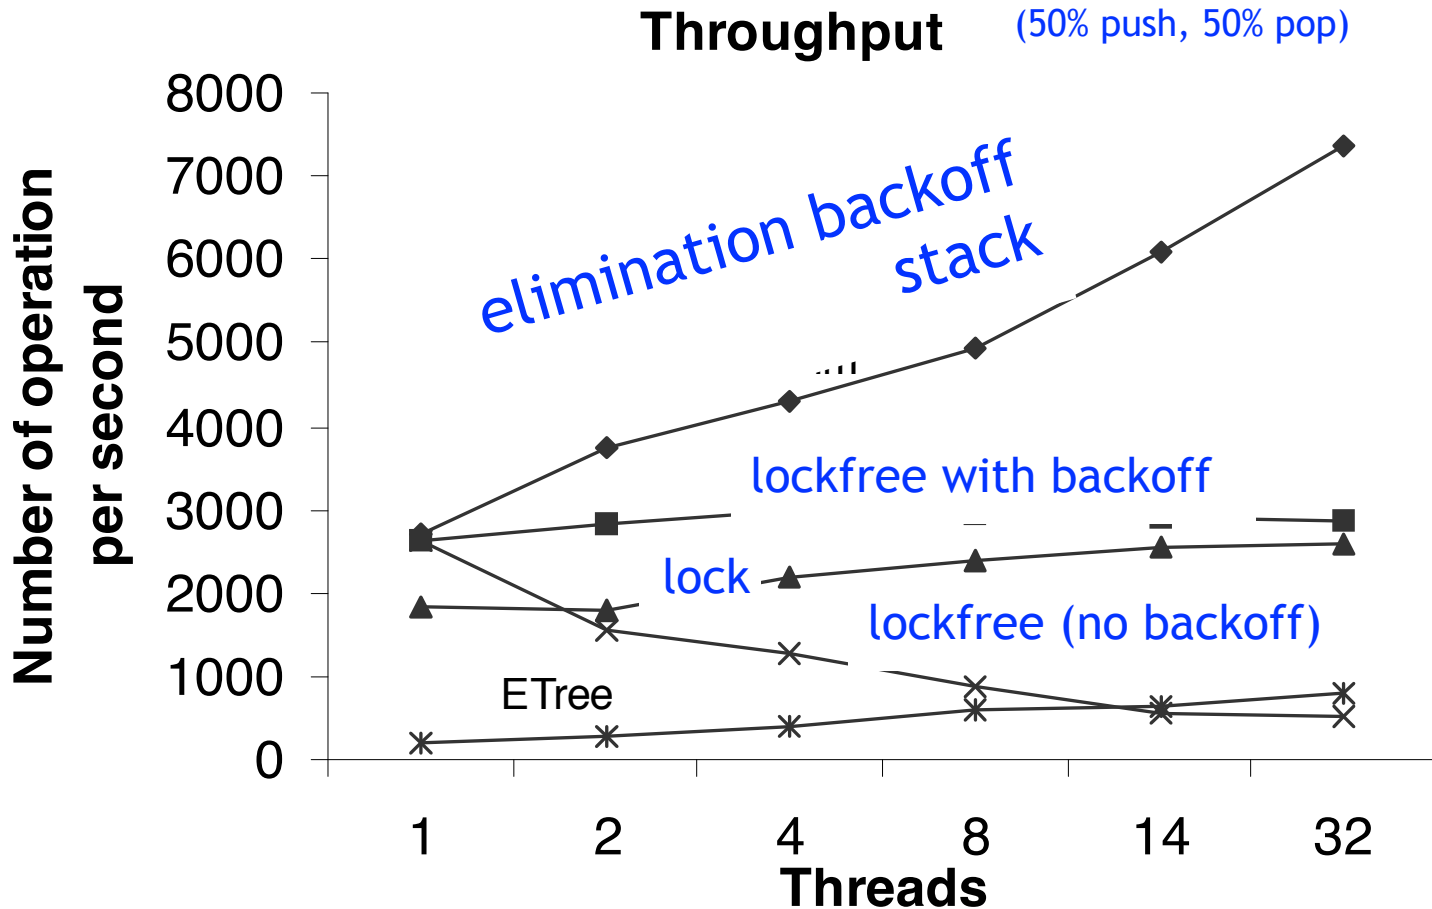 Throughput (50% push, 50% pop)
Number of operation
per second
8000
7000
6000
5000
4000
3000
2000
1000
0
elimination backoff
stack
lockfree with backoff
lock
lockfree (no backoff)
ETree
1 2 4 8 14 32
Threads